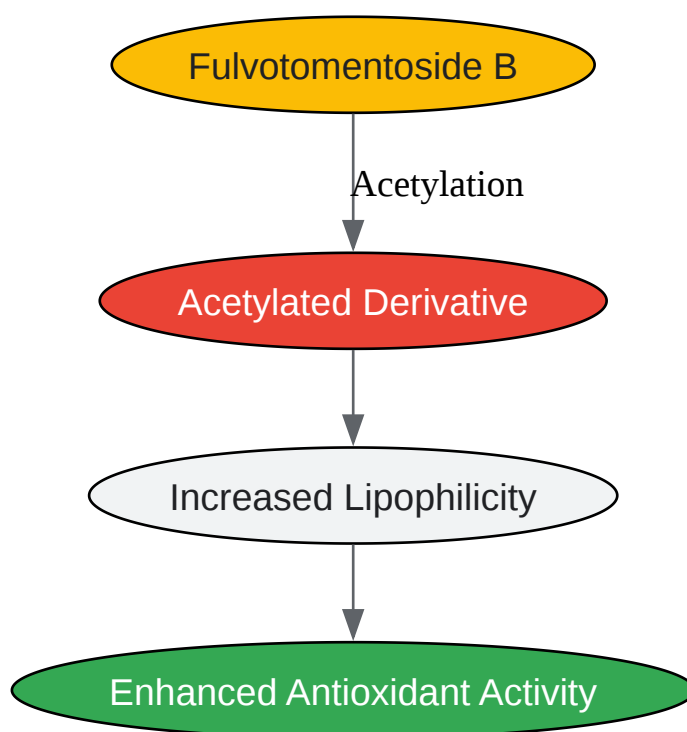 Fulvotomentoside B
Acetylation
Acetylated Derivative
Increased Lipophilicity
Enhanced Antioxidant Activity